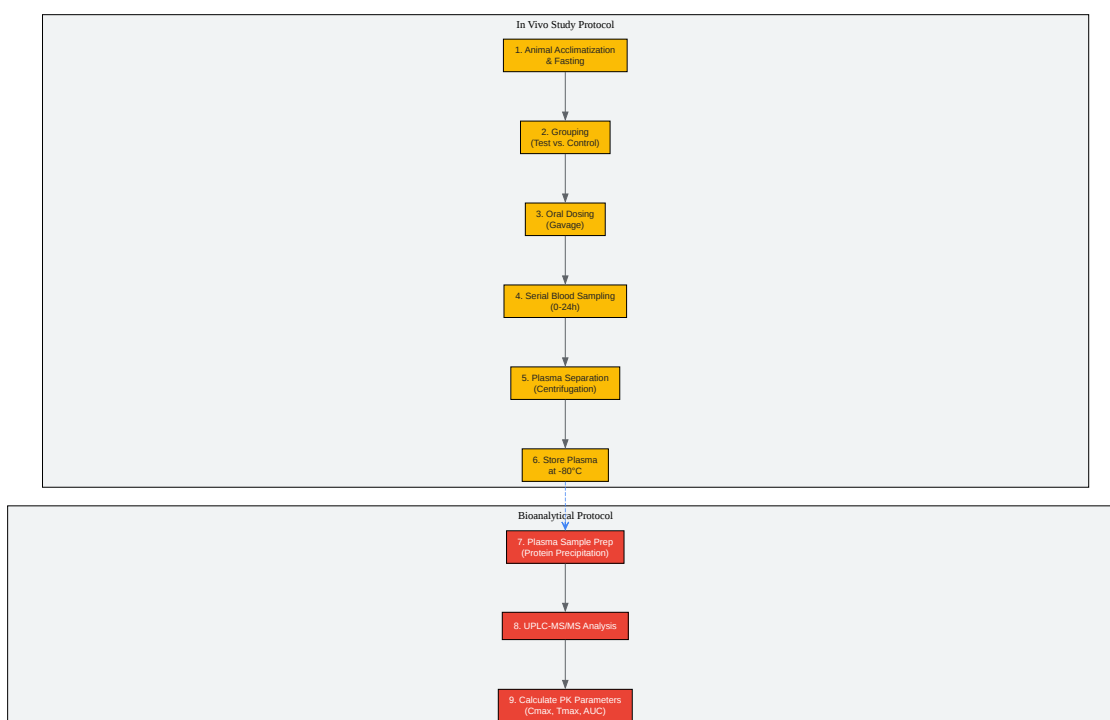 In Vivo Study Protocol
1. Animal Acclimatization
& Fasting
2. Grouping
(Test vs. Control)
3. Oral Dosing
(Gavage)
4. Serial Blood Sampling
(0-24h)
5. Plasma Separation
(Centrifugation)
6. Store Plasma
at -80°C
Bioanalytical Protocol
7. Plasma Sample Prep
(Protein Precipitation)
8. UPLC-MS/MS Analysis
9. Calculate PK Parameters
(Cmax, Tmax, AUC)